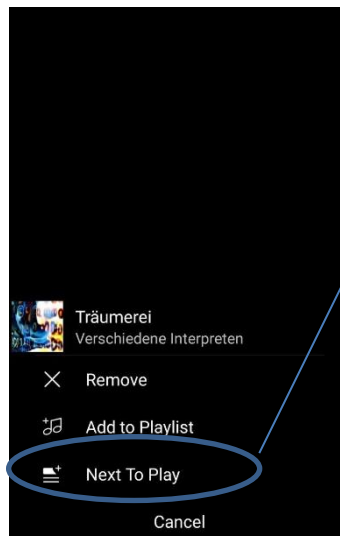 Träumerei
Verschiedene Interpreten
Remove
Add to Playlist
Next To Play
Cancel